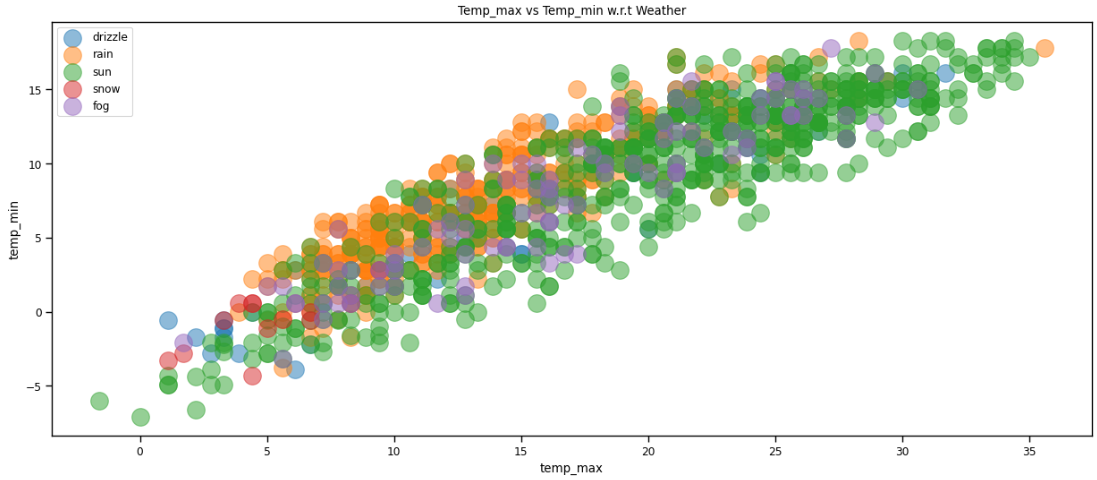 Temp_max vs Temp_min w.r.t Weather
drizzle
rain
sun
snow
fog
temp_min
15
10
5
0
−5
0 5 10 15 20 25 30 35
temp_max